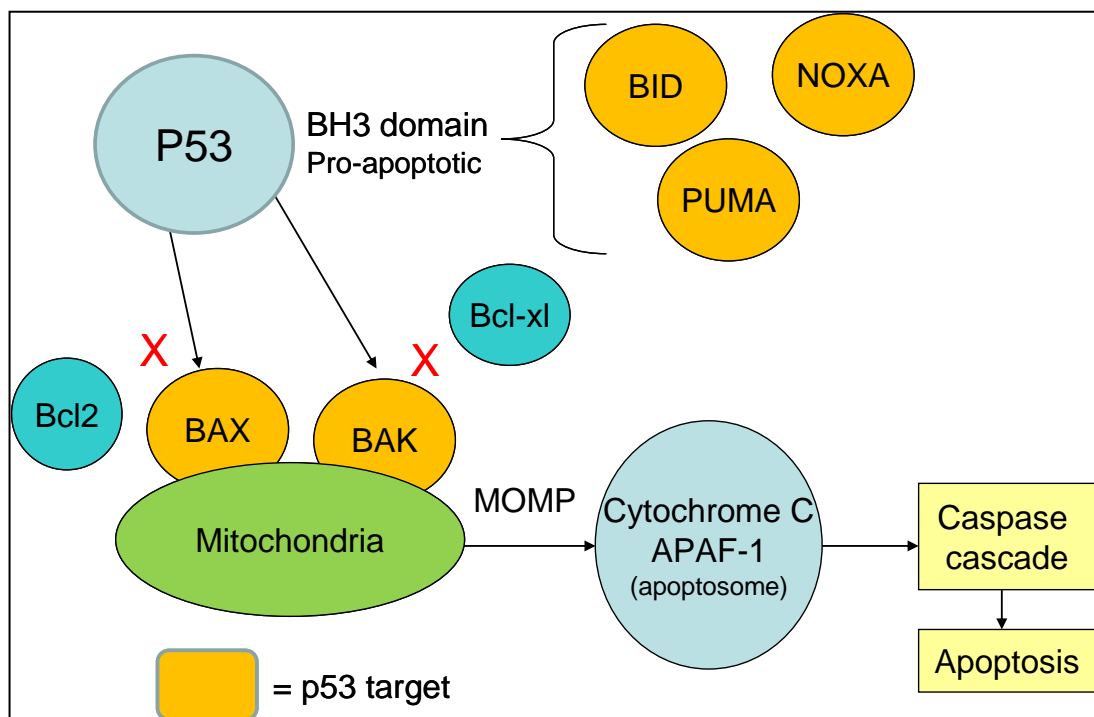 P53
BH3 domain
Pro-apoptotic
BID
NOXA
PUMA
Bcl-xl
X
X
Bcl2
BAX
BAK
Mitochondria
MOMP
Cytochrome C
APAF-1
(apoptosome)
Caspase
cascade
Apoptosis
= p53 target